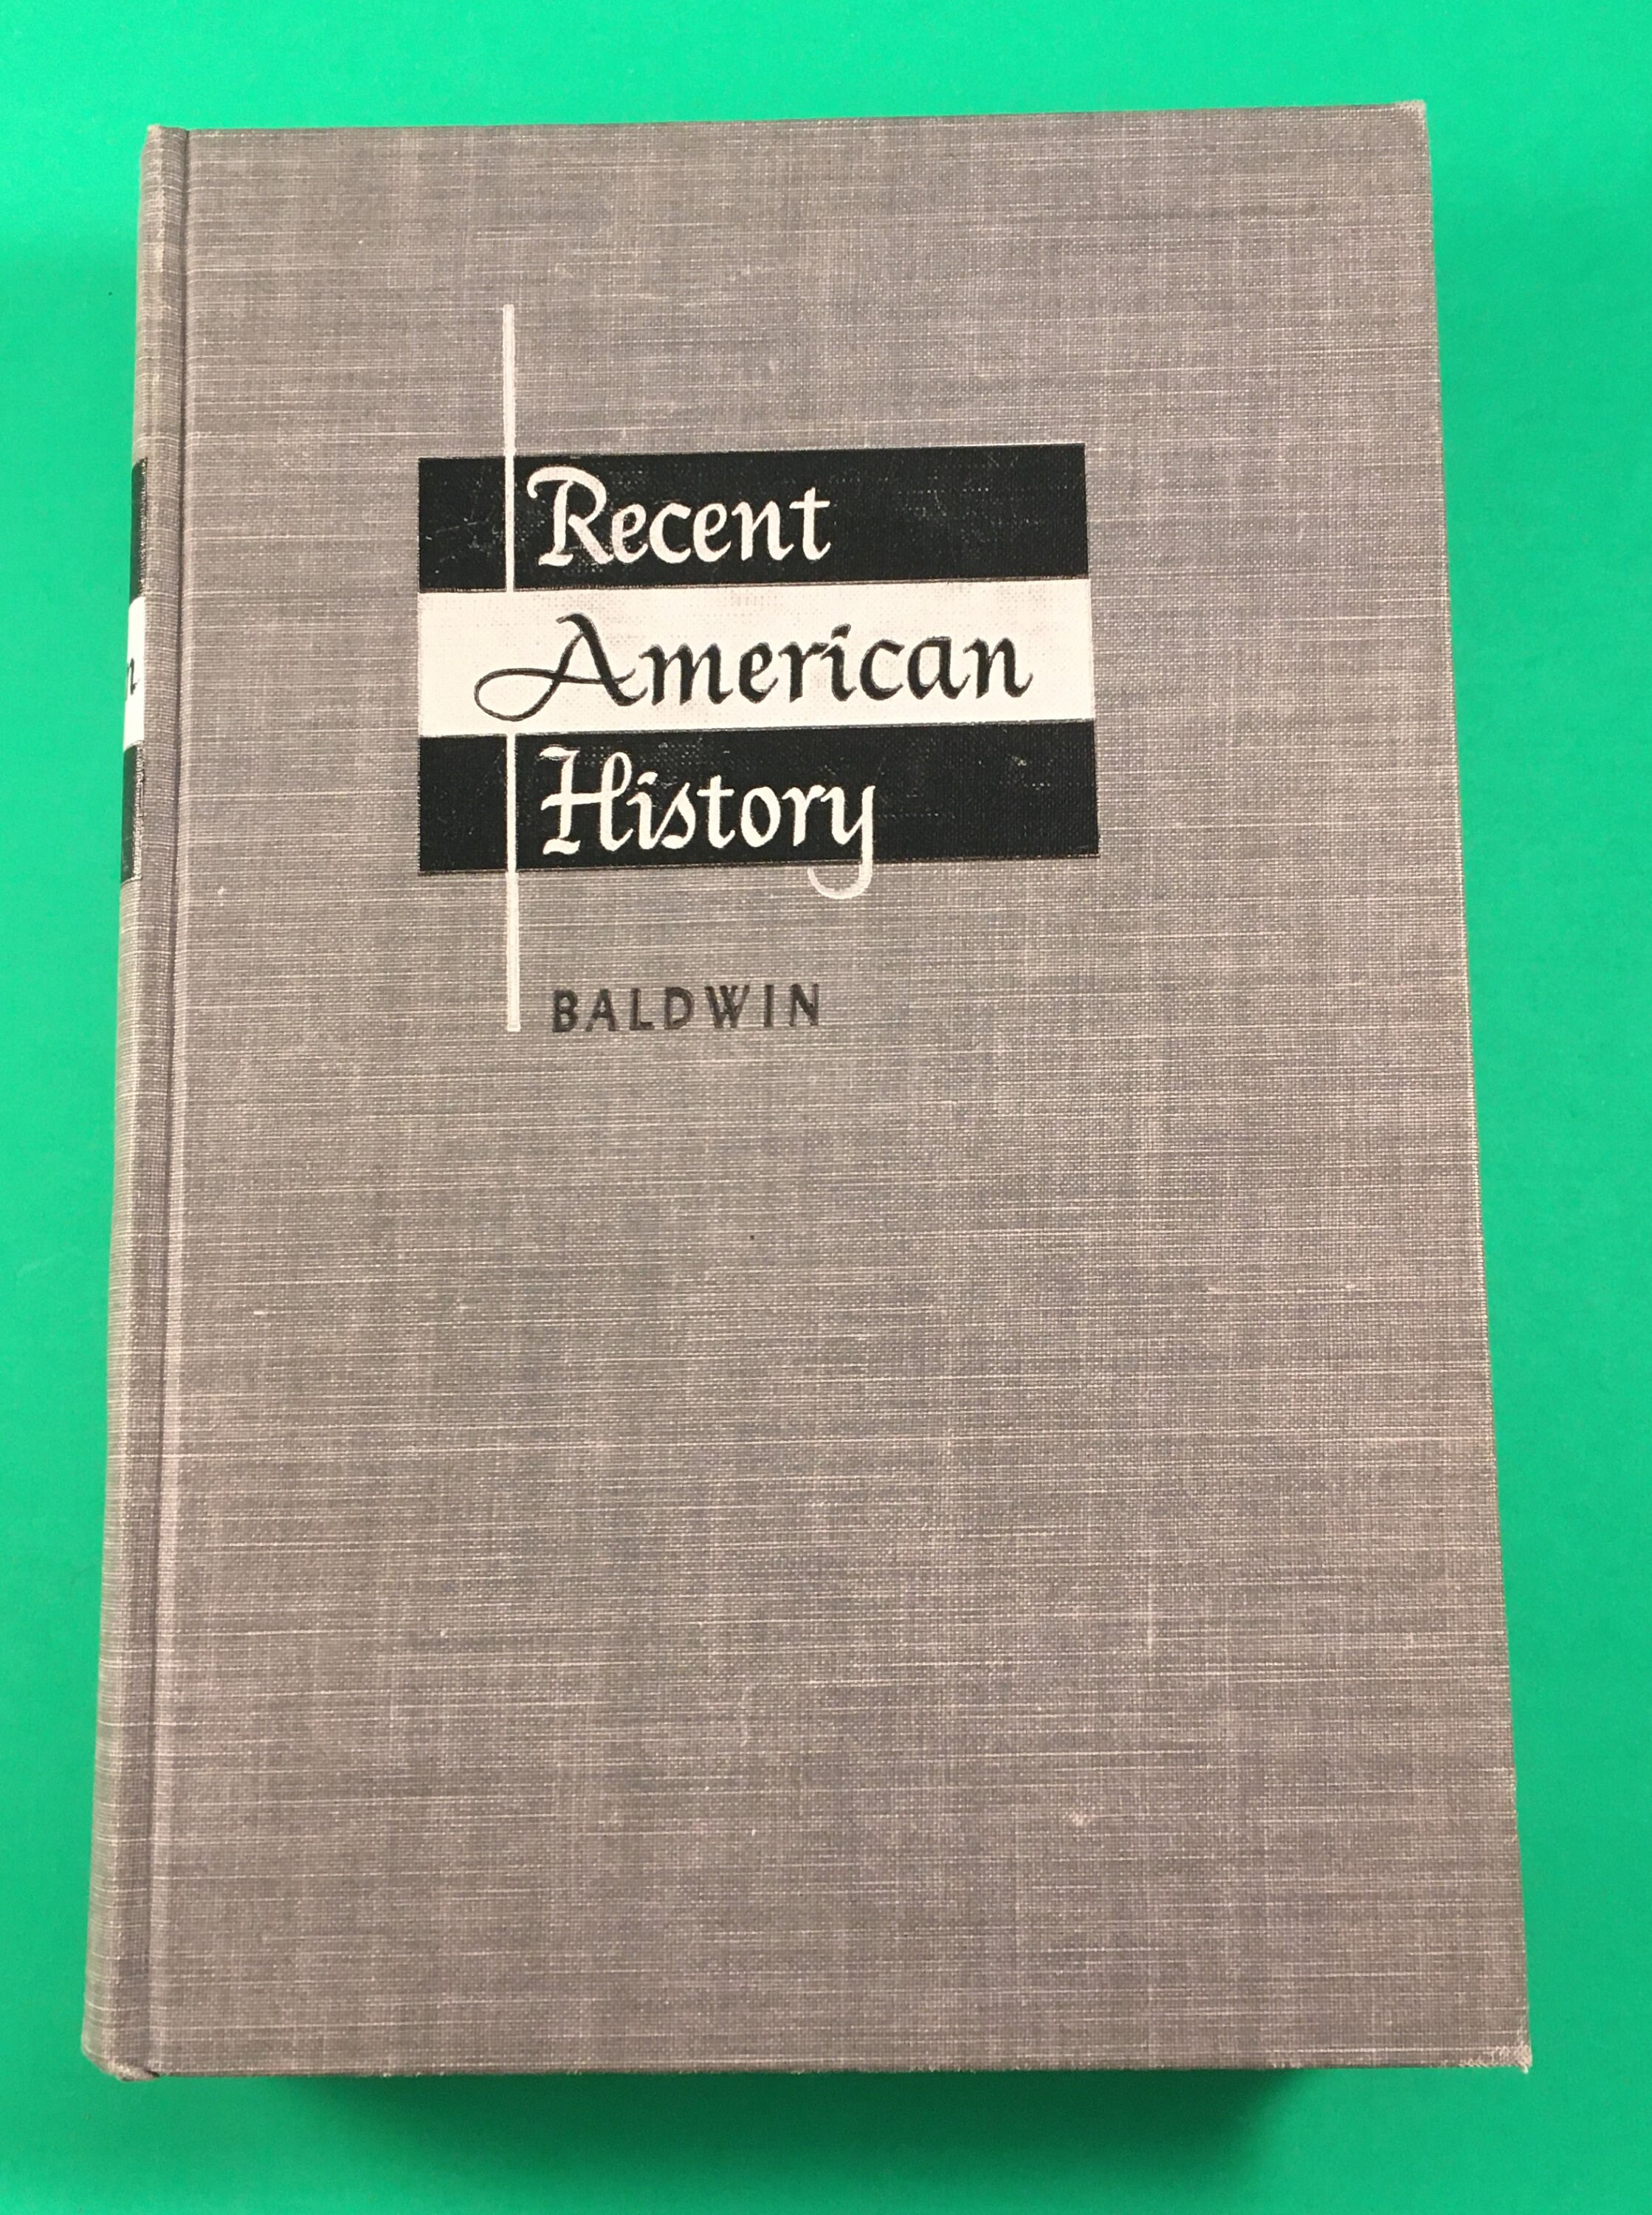 Recent
American
History
BALDWIN
n